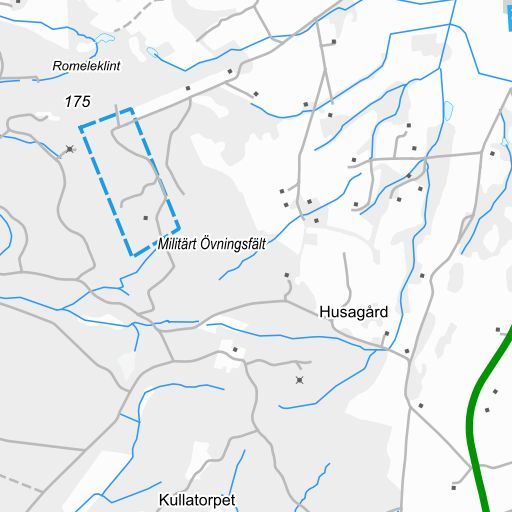 Romeleklint
175
Militärt Övningsfält
Husagård
Kullatorpet